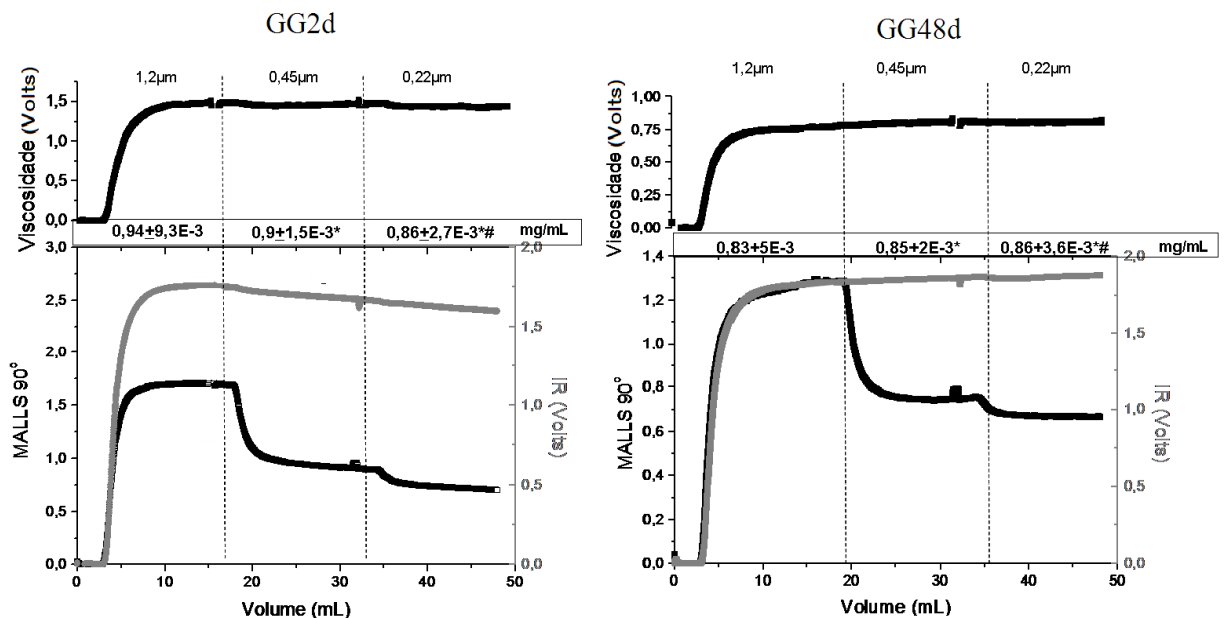 GG2d
1,2µm 0,45µm 0,22µm
Viscosidade (Volts)
1,5
1,0
0,5
0,0
0,94±9,3E-3 0,9±1,5E-3* 0,86±2,7E-3*# mg/mL
MALLS 90°
3,0
2,5
2,0
1,5
1,0
0,5
0,0
2,0
1,5
1,0
0,5
0,0
IR (Volts)
0 10 20 30 40 50
Volume (mL)
GG48d
1,2µm 0,45µm 0,22µm
Viscosidade (Volts)
1,00
0,75
0,50
0,25
0,00
0,83+5E-3 0,85+2E-3* 0,86+3,6E-3*# mg/mL
MALLS 90°
1,4
1,2
1,0
0,8
0,6
0,4
0,2
0,0
2,0
1,5
1,0
0,5
0,0
IR (Volts)
0 10 20 30 40 50
Volume (mL)